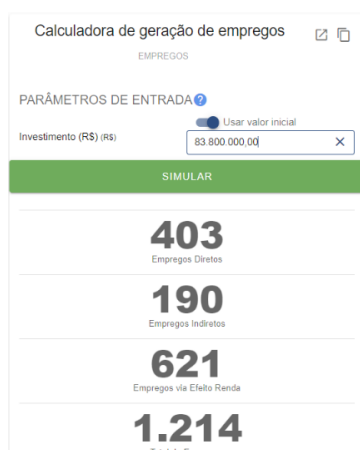 Calculadora de geração de empregos
EMPREGOS
PARÂMETROS DE ENTRADA
Usar valor inicial
Investimento (R$) (R$)
83.800.000,00
SIMULAR
403
Empregos Diretos
190
Empregos Indiretos
621
Empregos via Efeito Renda
1.214